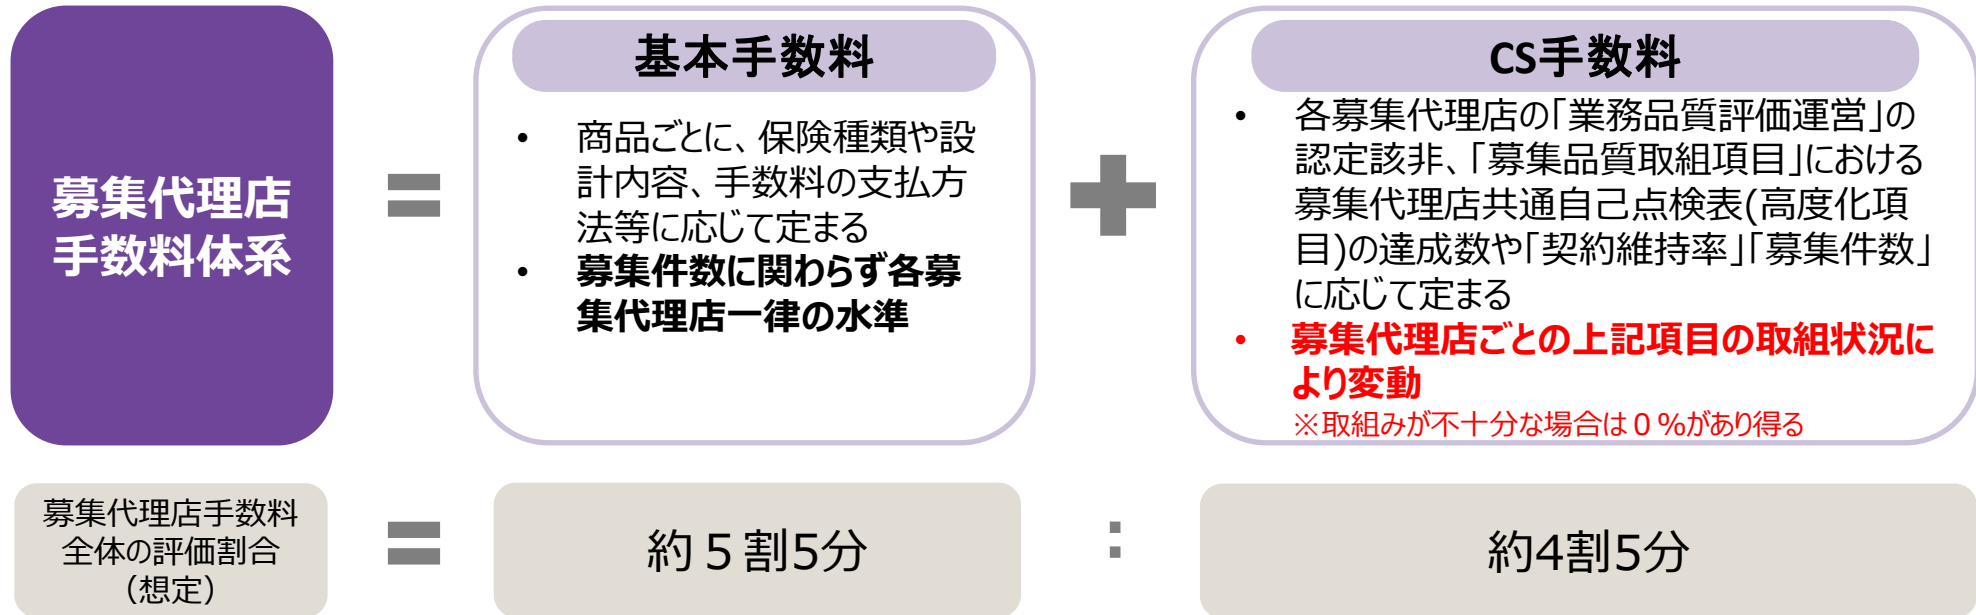 募集代理店
手数料体系
=
基本手数料
• 商品ごとに、保険種類や設
計内容、手数料の支払方
法等に応じて定まる
• 募集件数に関わらず各募
集代理店一律の水準
+
CS手数料
• 各募集代理店の「業務品質評価運営」の
認定該非、「募集品質取組項目」における
募集代理店共通自己点検表(高度化項
目)の達成数や「契約維持率」「募集件数」
に応じて定まる
• 募集代理店ごとの上記項目の取組状況に
より変動
※取組みが不十分な場合は０％があり得る
募集代理店手数料
全体の評価割合
（想定）
=
約５割5分
:
約4割5分